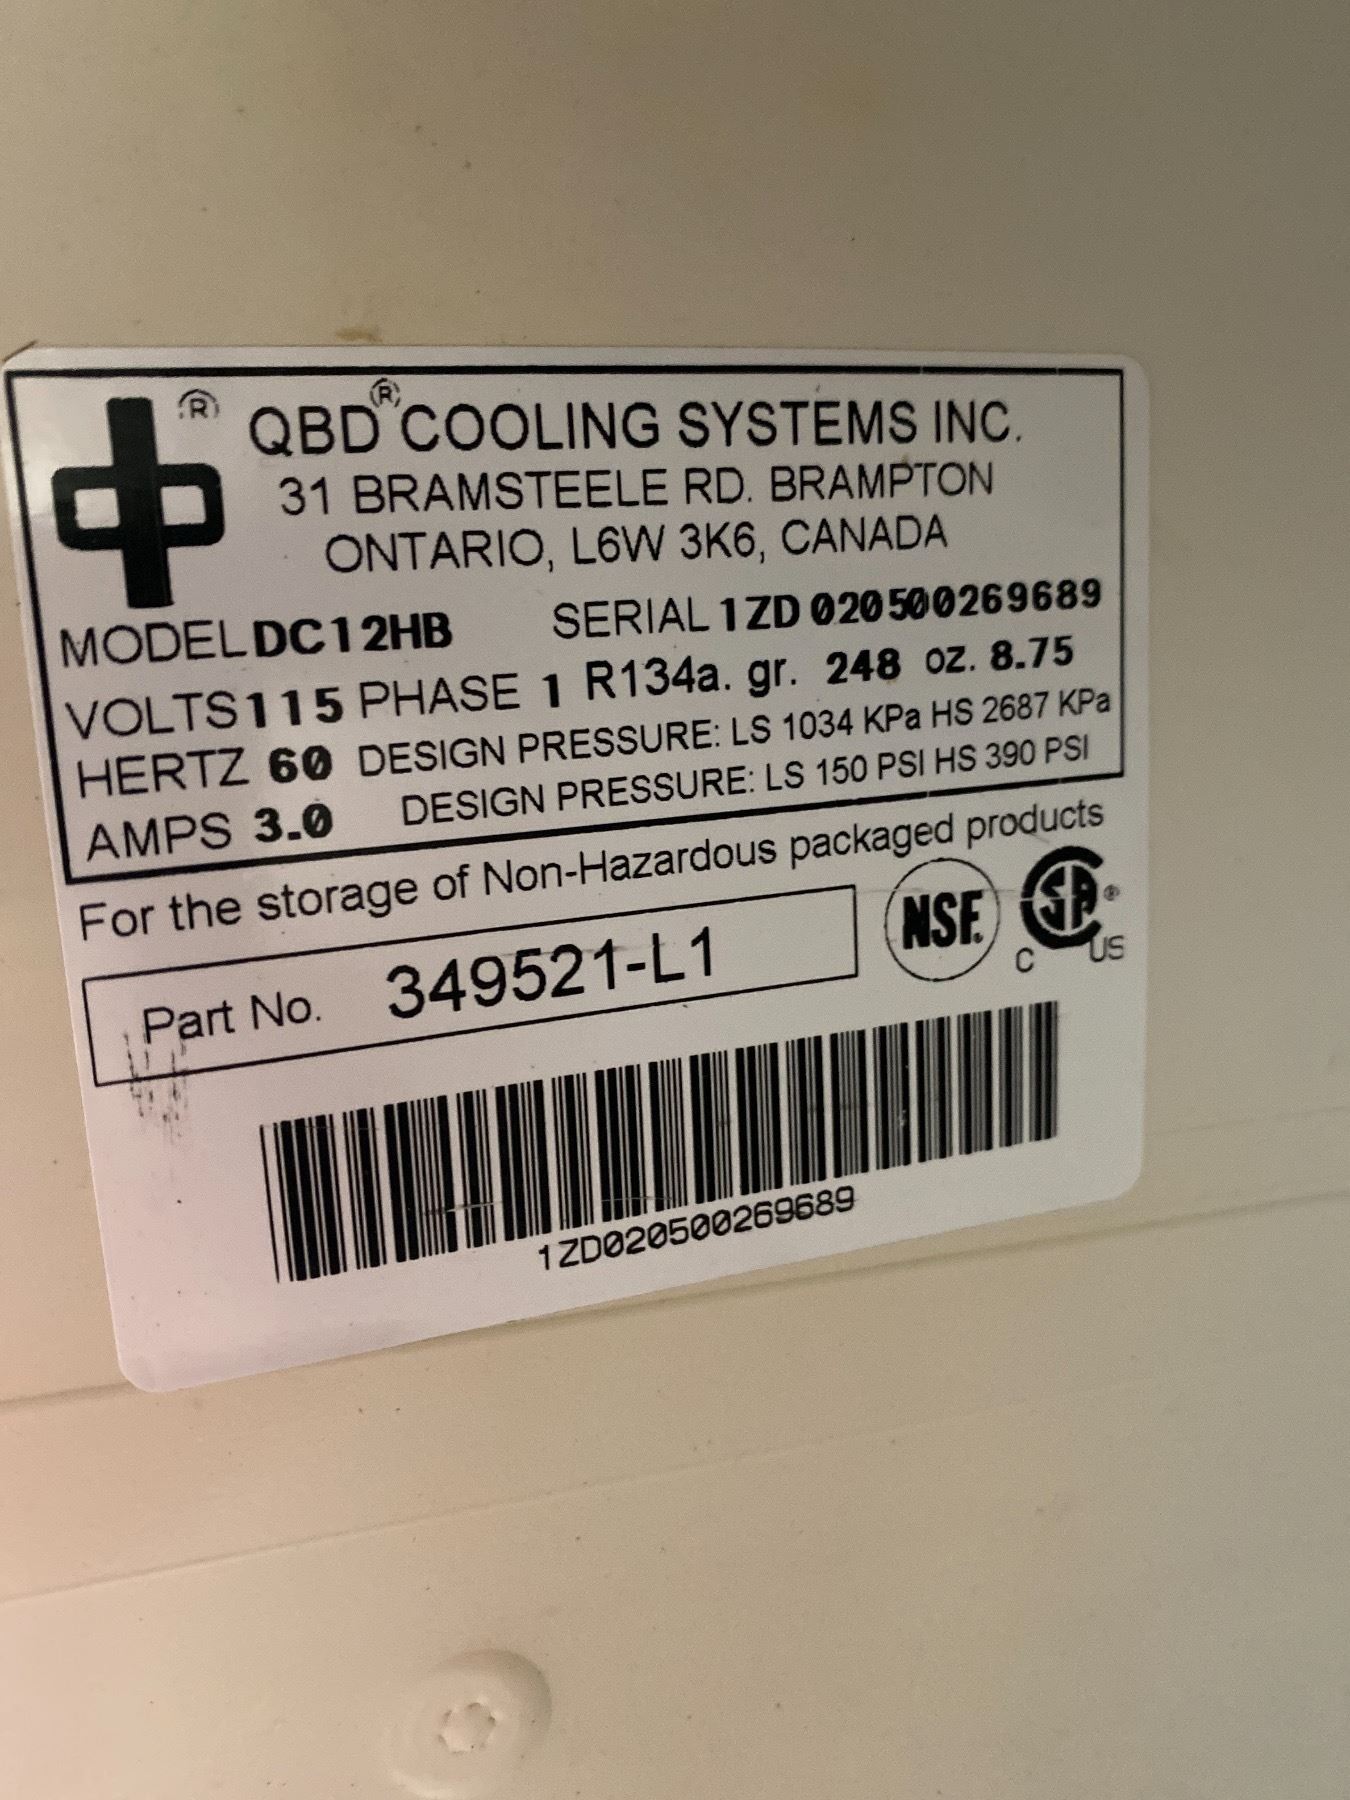 ® QBD® COOLING SYSTEMS INC.
31 BRAMSTEELE RD. BRAMPTON
ONTARIO, L6W 3K6, CANADA
MODEL DC12HB SERIAL 1ZD020500269689
VOLTS 115 PHASE 1 R134a. gr. 248 oz. 8.75
HERTZ 60 DESIGN PRESSURE: LS 1034 KPa HS 2687 KPa
AMPS 3.0 DESIGN PRESSURE: LS 150 PSI HS 390 PSI
For the storage of Non-Hazardous packaged products
Part No. 349521-L1
NSF.
C SA® US
1ZD020500269689